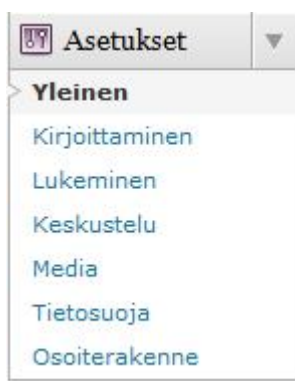 Asetukset
Yleinen
Kirjoittaminen
Lukeminen
Keskustelu
Media
Tietosuoja
Osoiterakenne